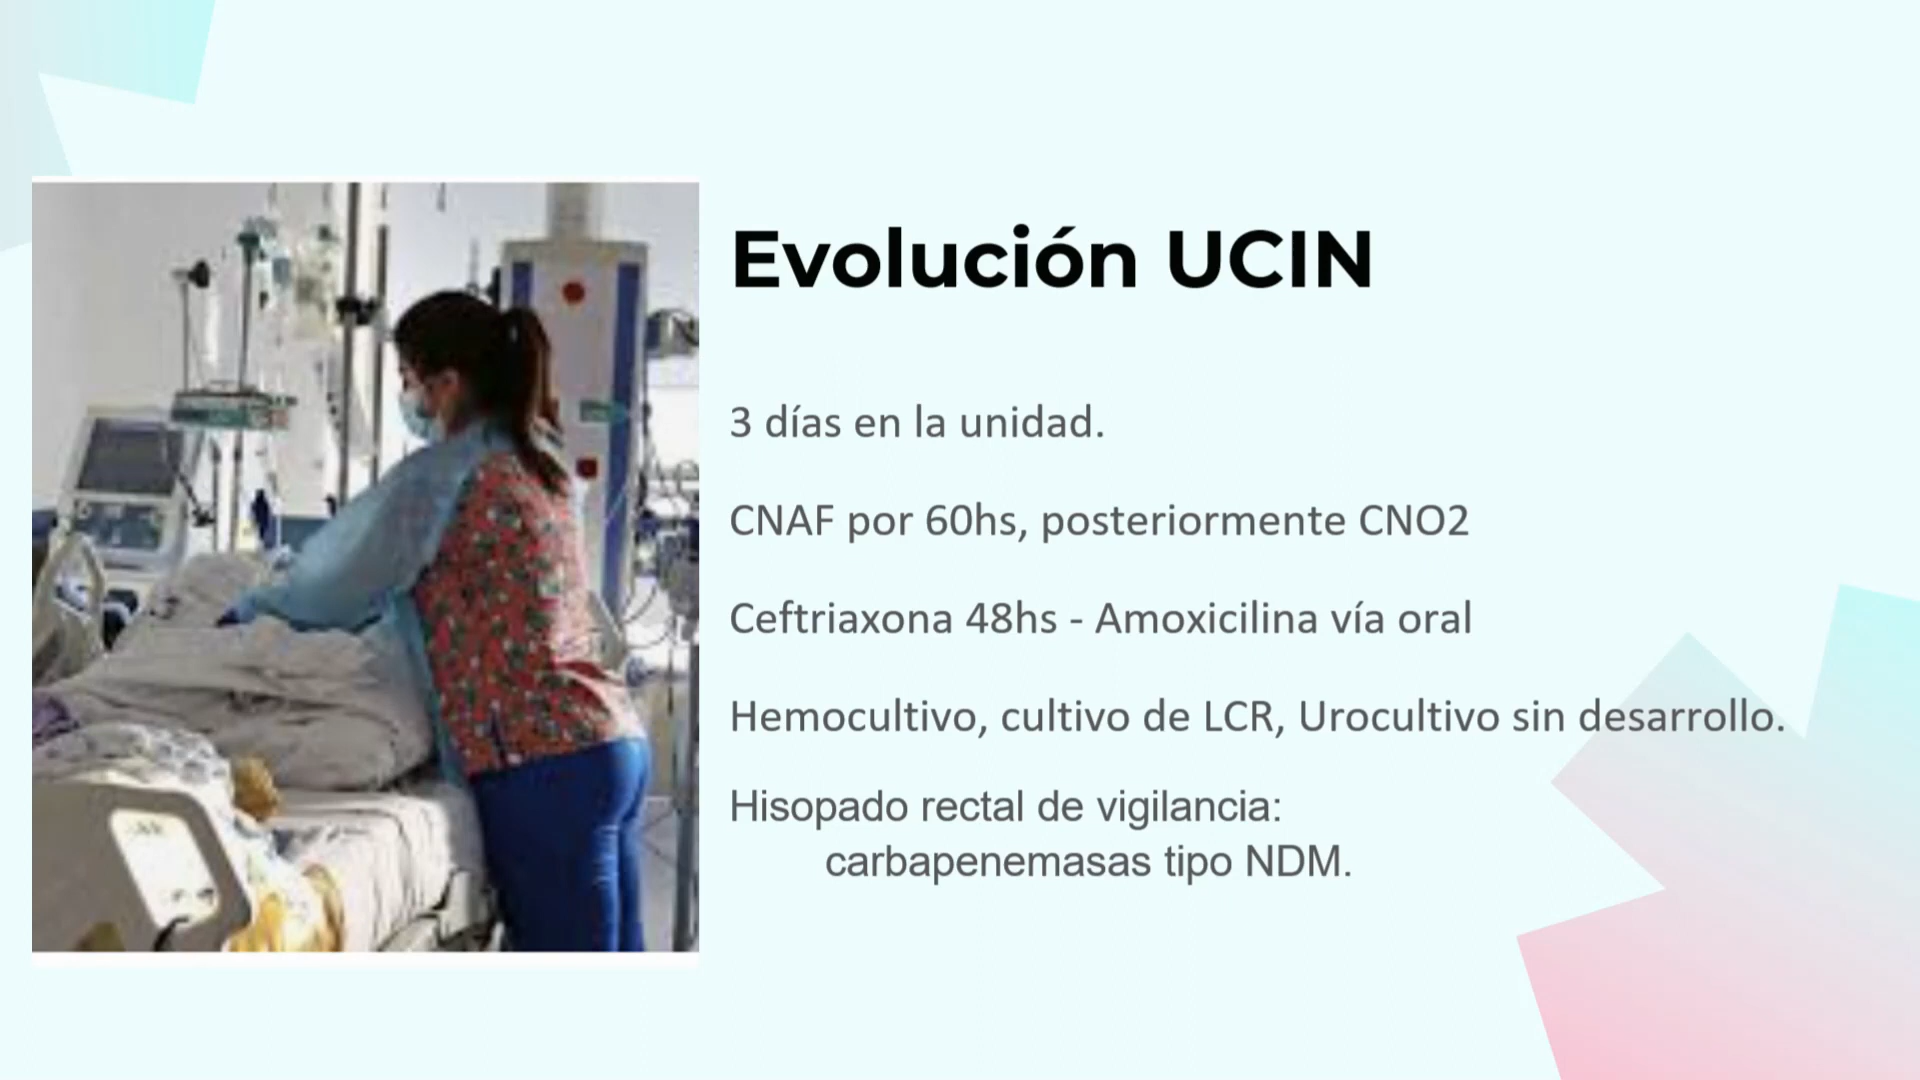 Evolución UCIN
3 días en la unidad.
CNAF por 60hs, posteriormente CNO2
Ceftriaxona 48hs - Amoxicilina vía oral
Hemocultivo, cultivo de LCR, Urocultivo sin desarrollo.
Hisopado rectal de vigilancia:
carbapenemasas tipo NDM.